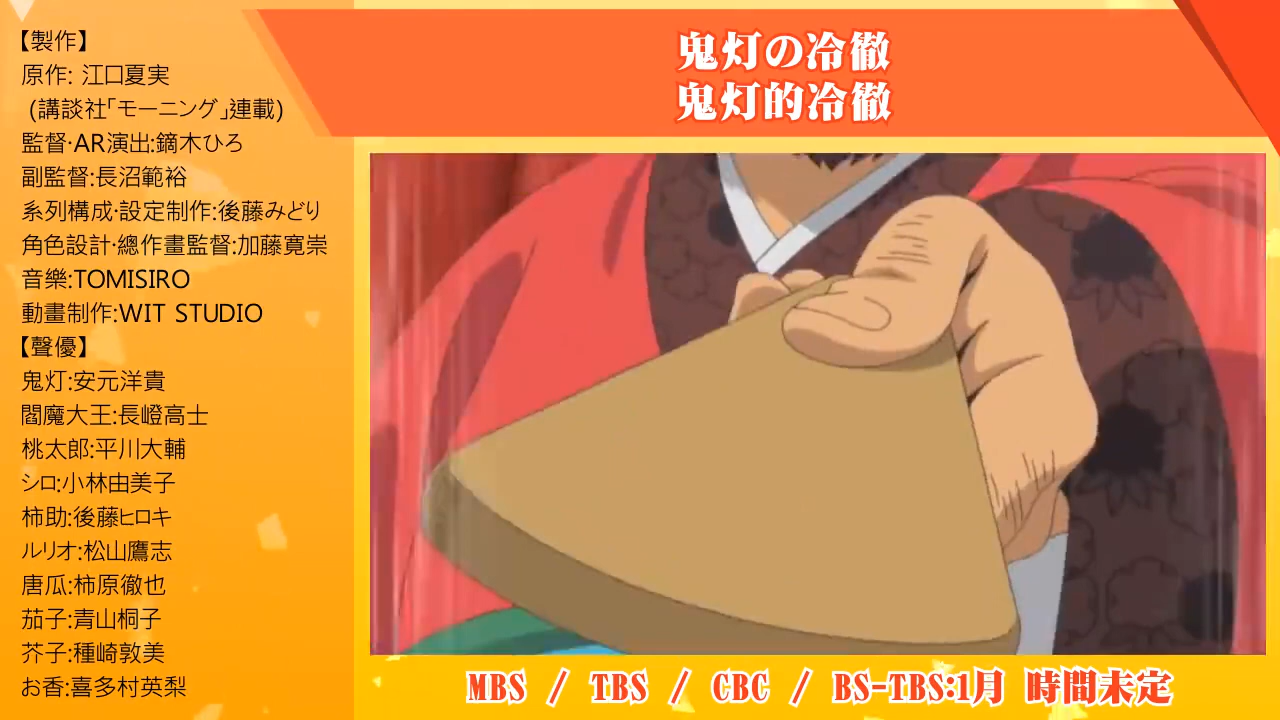 【製作】
原作: 江口夏実
(講談社｢モーニング｣連載)
監督·AR演出:鏑木ひろ
副監督:長沼範裕
系列構成·設定制作:後藤みどり
角色設計·總作畫監督:加藤寛崇
音樂:TOMISIRO
動畫制作:WIT STUDIO
【聲優】
鬼灯:安元洋貴
閻魔大王:長嶝高士
桃太郎:平川大輔
シロ:小林由美子
柿助:後藤ヒロキ
ルリオ:松山鷹志
唐瓜:柿原徹也
茄子:青山桐子
芥子:種崎敦美
お香:喜多村英梨
鬼灯の冷徹
鬼灯的冷徹
MBS / TBS / CBC / BS-TBS:1月 時間未定